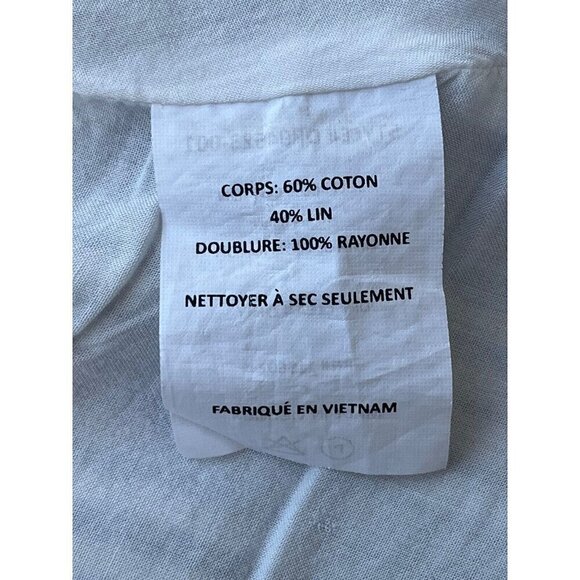 CORPS: 60% COTON
40% LIN
DOUBLURE: 100% RAYONNE
NETTOYER À SEC SEULEMENT
FABRIQUÉ EN VIETNAM